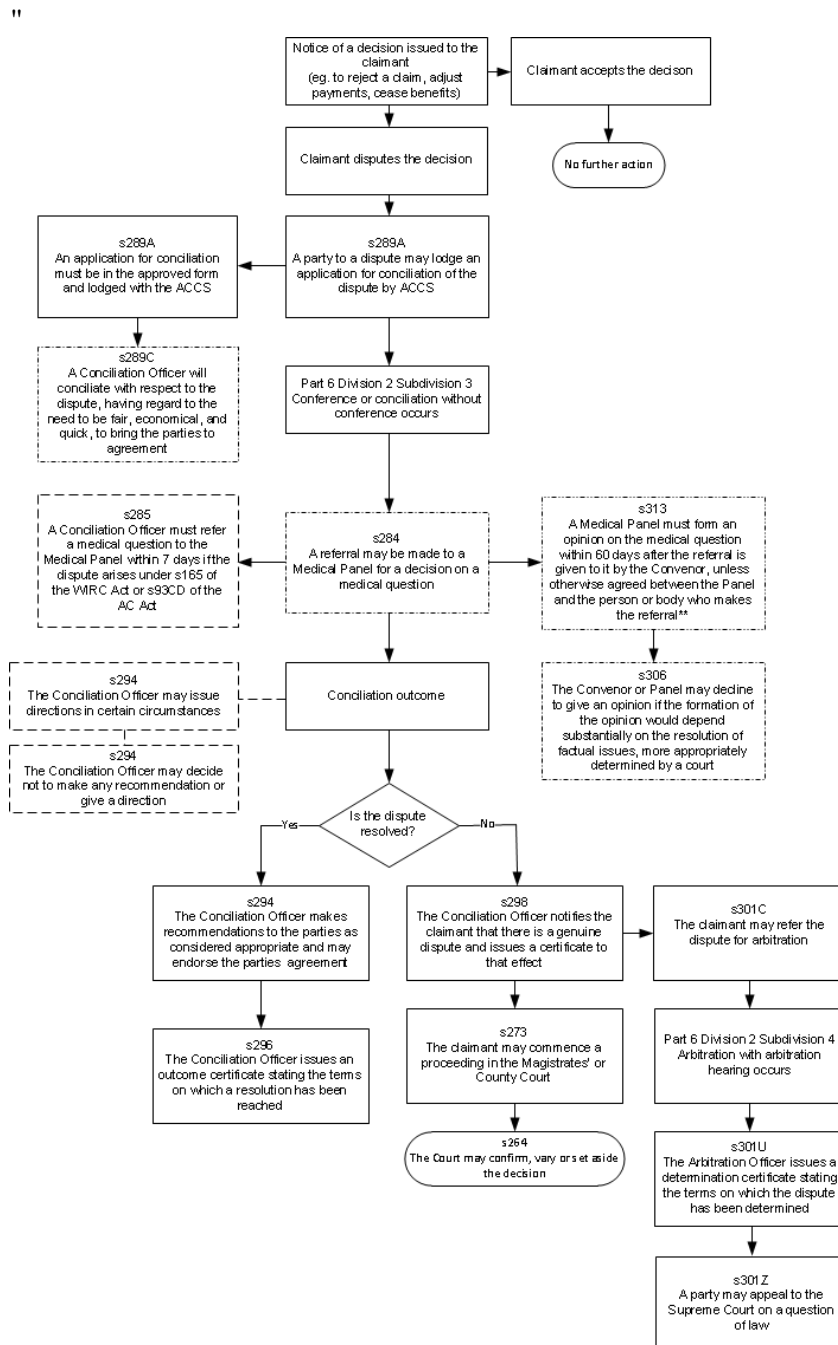 "
Notice of a decision issued to the
claimant
(eg. to reject a claim, adjust
payments, cease benefits)
Claimant accepts the decison
No further action
Claimant disputes the decision
s289A
An application for conciliation
must be in the approved form
and lodged with the ACCS
s289A
A party to a dispute may lodge an
application for conciliation of the
dispute by ACCS
s289C
A Conciliation Officer will
conciliate with respect to the
dispute, having regard to the
need to be fair, economical, and
quick, to bring the parties to
agreement
Part 6 Division 2 Subdivision 3
Conference or conciliation without
conference occurs
s285
A Conciliation Officer must refer
a medical question to the
Medical Panel within 7 days if the
dispute arises under s165 of
the WIRC Act or s93CD of the
AC Act
s284
A referral may be made to a
Medical Panel for a decision on a
medical question
s313
A Medical Panel must form an
opinion on the medical question
within 60 days after the referral is
given to it by the Convenor, unless
otherwise agreed between the Panel
and the person or body who makes
the referral**
s294
The Conciliation Officer may issue
directions in certain circumstances
Conciliation outcome
s306
The Convenor or Panel may decline
to give an opinion if the formation of
the opinion would depend
substantially on the resolution of
factual issues, more appropriately
determined by a court
s294
The Conciliation Officer may decide
not to make any recommendation or
give a direction
Is the dispute
resolved?
Yes
No
s294
The Conciliation Officer makes
recommendations to the parties as
considered appropriate and may
endorse the parties agreement
s298
The Conciliation Officer notifies the
claimant that there is a genuine
dispute and issues a certificate to
that effect
s301C
The claimant may refer the
dispute for arbitration
s296
The Conciliation Officer issues an
outcome certificate stating the terms
on which a resolution has been
reached
s273
The claimant may commence a
proceeding in the Magistrates' or
County Court
Part 6 Division 2 Subdivision 4
Arbitration with arbitration
hearing occurs
s264
The Court may confirm, vary or set aside
the decision
s301U
The Arbitration Officer issues a
determination certificate stating
the terms on which the dispute
has been determined
s301Z
A party may appeal to the
Supreme Court on a question
of law